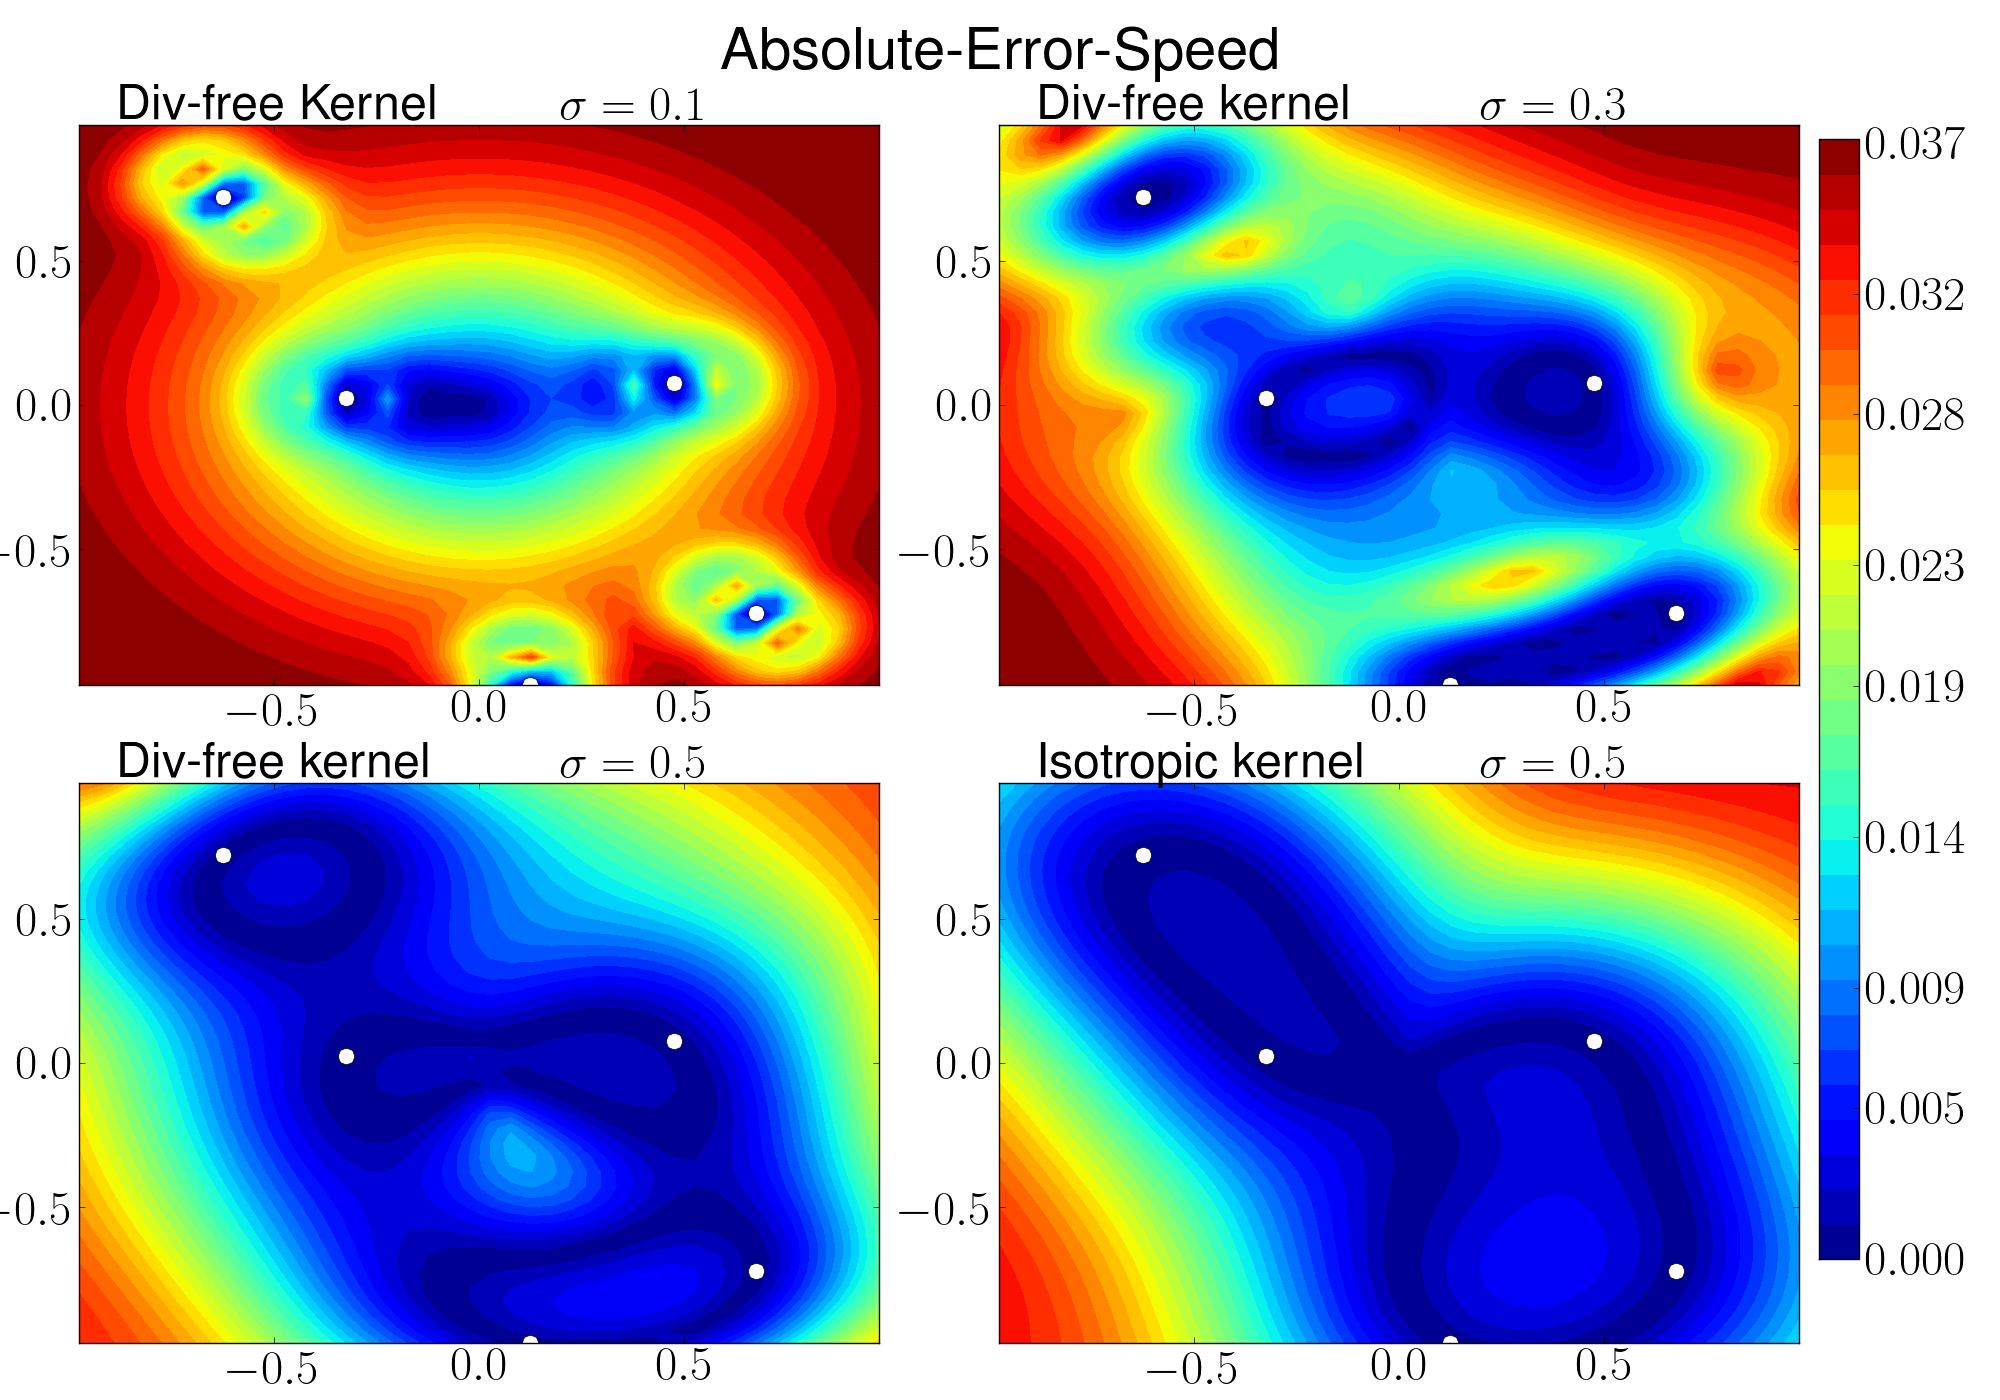 Absolute-Error-Speed
Div-free Kernel σ = 0.1
Div-free kernel σ = 0.3
0.5
0.0
−0.5
−0.5 0.0 0.5
0.5
0.0
−0.5
−0.5 0.0 0.5
Div-free kernel σ = 0.5
Isotropic kernel σ = 0.5
0.5
0.0
−0.5
−0.5 0.0 0.5
0.5
0.0
−0.5
−0.5 0.0 0.5
0.037
0.032
0.028
0.023
0.019
0.014
0.009
0.005
0.000